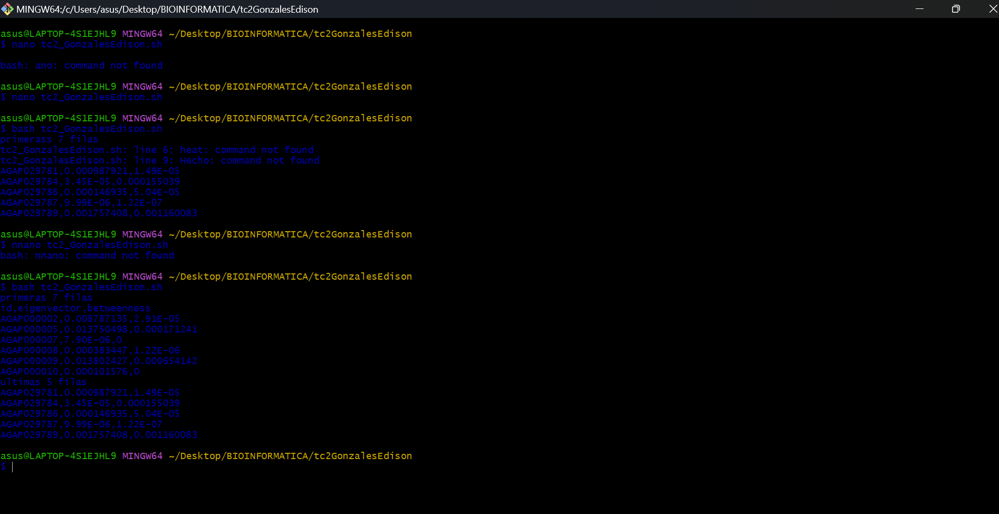 MINGW64:/c/Users/asus/Desktop/BIOINFORMATICA/tc2GonzalesEdison
asus@LAPTOP-4S1EJHL9 MINGW64 ~/Desktop/BIOINFORMATICA/tc2GonzalesEdison
$ nano tc2_GonzalesEdison.sh
bash: ano: command not found
asus@LAPTOP-4S1EJHL9 MINGW64 ~/Desktop/BIOINFORMATICA/tc2GonzalesEdison
$ nano tc2_GonzalesEdison.sh
asus@LAPTOP-4S1EJHL9 MINGW64 ~/Desktop/BIOINFORMATICA/tc2GonzalesEdison
$ bash tc2_GonzalesEdison.sh
primerass 7 filas
tc2_GonzalesEdison.sh: line 6: heat: command not found
tc2_GonzalesEdison.sh: line 9: Hecho: command not found
AGAP029781,0.000987921,1.49E-05
AGAP029784,3.45E-05,0.000155039
AGAP029786,0.000146935,5.04E-05
AGAP029787,9.99E-06,1.22E-07
AGAP029789,0.001757408,0.001160083
asus@LAPTOP-4S1EJHL9 MINGW64 ~/Desktop/BIOINFORMATICA/tc2GonzalesEdison
$ nnano tc2_GonzalesEdison.sh
bash: nnano: command not found
asus@LAPTOP-4S1EJHL9 MINGW64 ~/Desktop/BIOINFORMATICA/tc2GonzalesEdison
$ bash tc2_GonzalesEdison.sh
primeras 7 filas
id,eigenvector,betweenness
AGAP000002,0.008787135,2.91E-05
AGAP000005,0.013750498,0.000171241
AGAP000007,7.90E-06,0
AGAP000008,0.000383447,1.22E-06
AGAP000009,0.013802427,0.000654142
AGAP000010,0.000101576,0
ultimas 5 filas
AGAP029781,0.000987921,1.49E-05
AGAP029784,3.45E-05,0.000155039
AGAP029786,0.000146935,5.04E-05
AGAP029787,9.99E-06,1.22E-07
AGAP029789,0.001757408,0.001160083
asus@LAPTOP-4S1EJHL9 MINGW64 ~/Desktop/BIOINFORMATICA/tc2GonzalesEdison
$